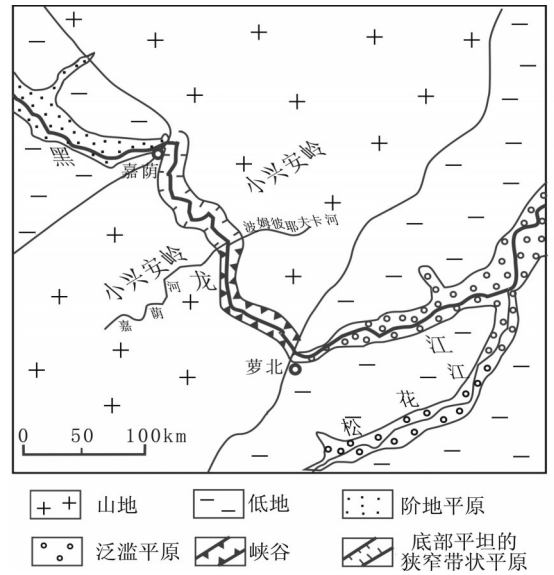 黑
嘉荫
小兴安岭
波姆彼耶夫卡河
小兴安岭
嘉荫河
龙
萝北
江
松花江
0 50 100km
山地
低地
阶地平原
泛滥平原
峡谷
底部平坦的
狭窄带状平原